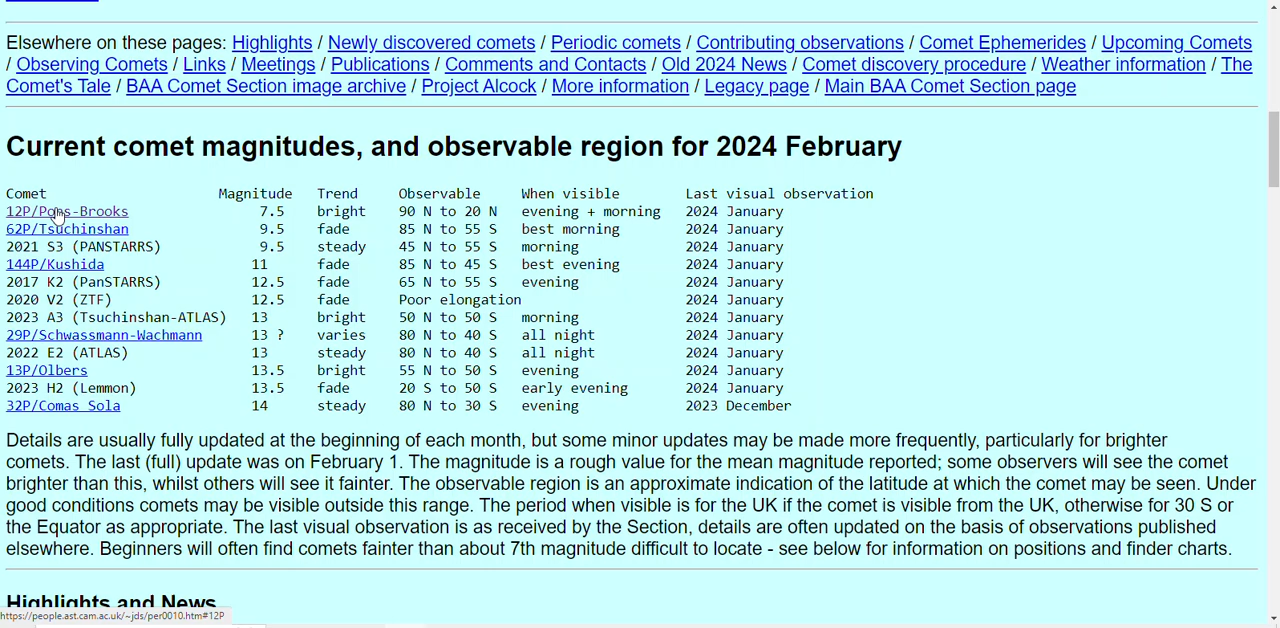 Elsewhere on these pages: Highlights / Newly discovered comets / Periodic comets / Contributing observations / Comet Ephemerides / Upcoming Comets
/ Observing Comets / Links / Meetings / Publications / Comments and Contacts / Old 2024 News / Comet discovery procedure / Weather information / The
Comet's Tale / BAA Comet Section image archive / Project Alcock / More information / Legacy page / Main BAA Comet Section page
Current comet magnitudes, and observable region for 2024 February
Comet Magnitude Trend Observable When visible Last visual observation
12P/Pons-Brooks 7.5 bright 90 N to 20 N evening + morning 2024 January
62P/Tsuchinshan 9.5 fade 85 N to 55 S best morning 2024 January
2021 S3 (PANSTARRS) 9.5 steady 45 N to 55 S morning 2024 January
144P/Kushida 11 fade 85 N to 45 S best evening 2024 January
2017 K2 (PanSTARRS) 12.5 fade 65 N to 55 S evening 2024 January
2020 V2 (ZTF) 12.5 fade Poor elongation 2024 January
2023 A3 (Tsuchinshan-ATLAS) 13 bright 50 N to 50 S morning 2024 January
29P/Schwassmann-Wachmann 13 ? varies 80 N to 40 S all night 2024 January
2022 E2 (ATLAS) 13 steady 80 N to 40 S all night 2024 January
13P/Olbers 13.5 bright 55 N to 50 S evening 2024 January
2023 H2 (Lemmon) 13.5 fade 20 S to 50 S early evening 2024 January
32P/Comas Sola 14 steady 80 N to 30 S evening 2023 December
Details are usually fully updated at the beginning of each month, but some minor updates may be made more frequently, particularly for brighter
comets. The last (full) update was on February 1. The magnitude is a rough value for the mean magnitude reported; some observers will see the comet
brighter than this, whilst others will see it fainter. The observable region is an approximate indication of the latitude at which the comet may be seen. Under
good conditions comets may be visible outside this range. The period when visible is for the UK if the comet is visible from the UK, otherwise for 30 S or
the Equator as appropriate. The last visual observation is as received by the Section, details are often updated on the basis of observations published
elsewhere. Beginners will often find comets fainter than about 7th magnitude difficult to locate - see below for information on positions and finder charts.
Highlights and News
https://people.ast.cam.ac.uk/~jds/per0010.htm#12P